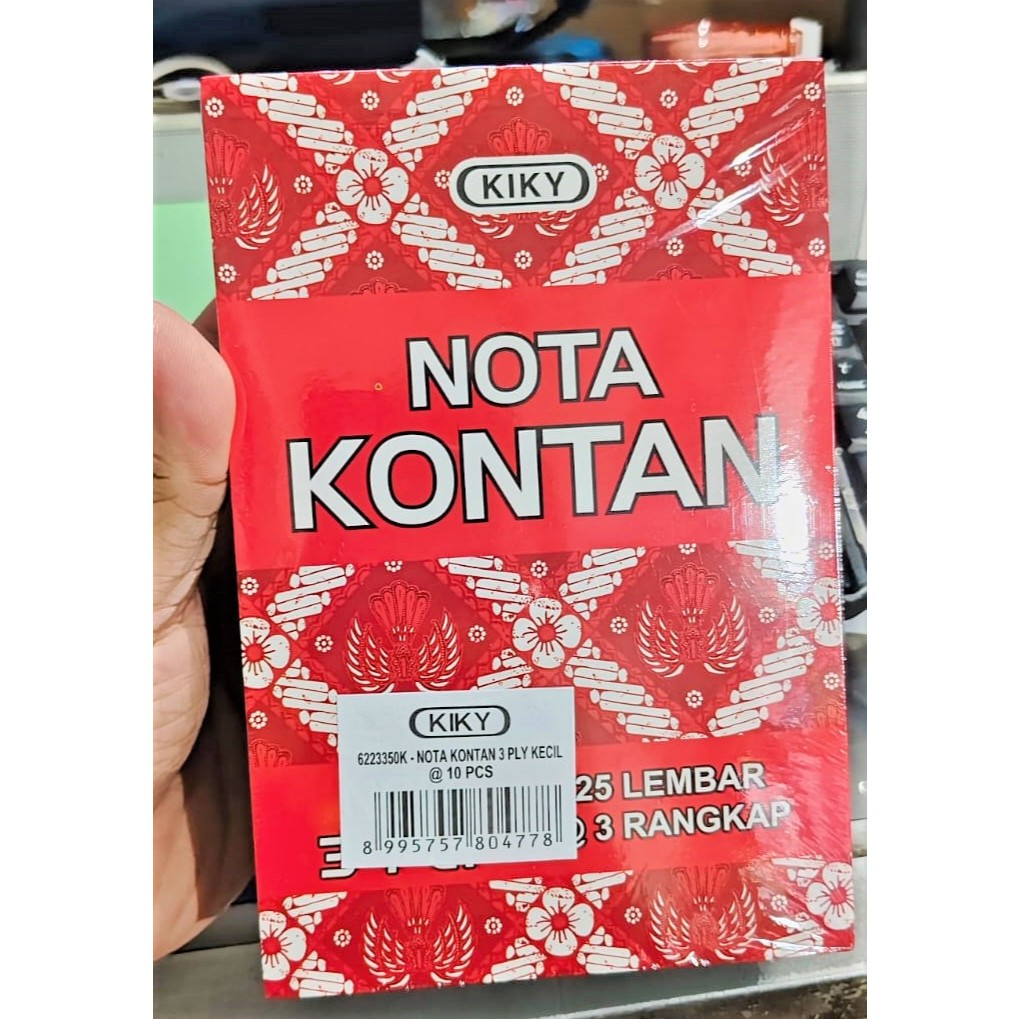 KIKY
NOTA
KONTAN
KIKY
6223350K - NOTA KONTAN 3 PLY KECIL
@ 10 PCS
25 LEMBAR
@ 3 RANGKAP
8 995757 804778